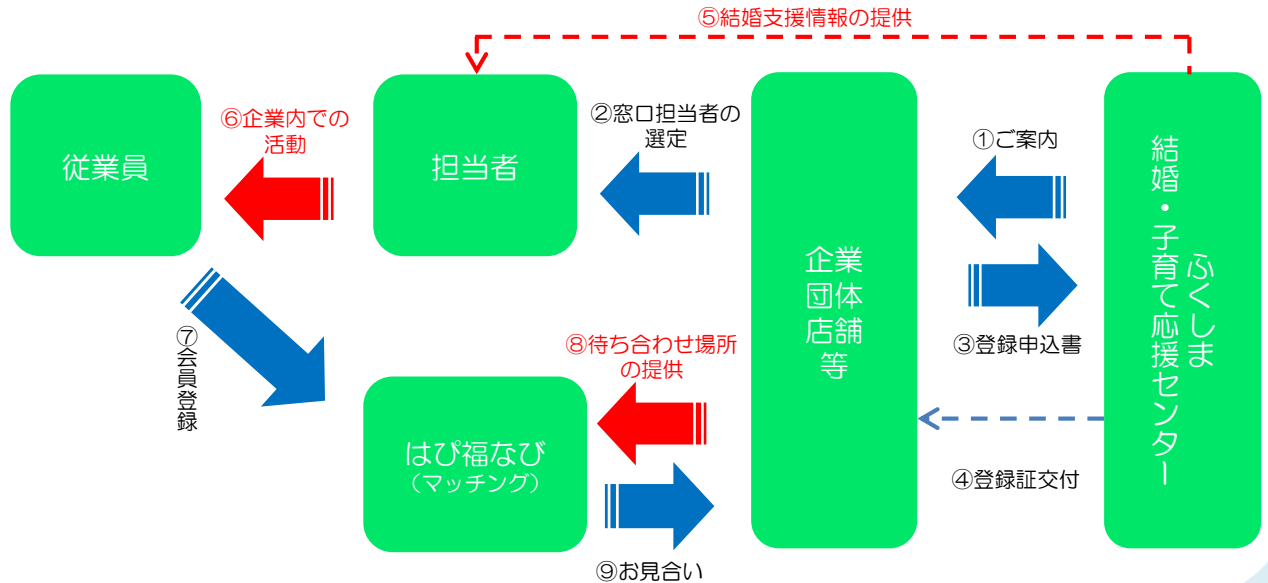 ⑤結婚支援情報の提供
⑥企業内での
活動
②窓口担当者の
選定
①ご案内
従業員
担当者
企業
団体
店舗
等
ふくしま
結婚・子育て応援センター
③登録申込書
⑦会員登録
⑧待ち合わせ場所
の提供
はぴ福なび
（マッチング）
④登録証交付
⑨お見合い